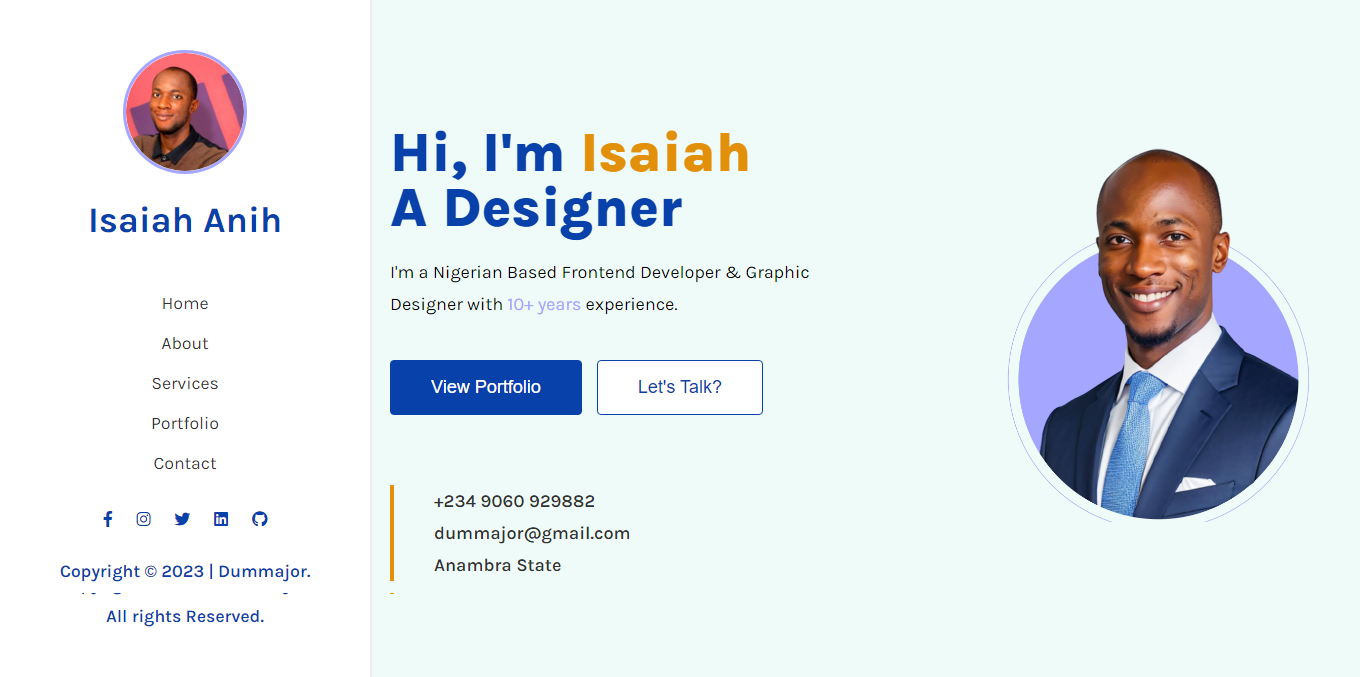 Isaiah Anih
Home
About
Services
Portfolio
Contact
Copyright © 2023 | Dummajor.
All rights Reserved.
Hi, I'm Isaiah
A Designer
I'm a Nigerian Based Frontend Developer & Graphic
Designer with 10+ years experience.
View Portfolio
Let's Talk?
+234 9060 929882
dummajor@gmail.com
Anambra State